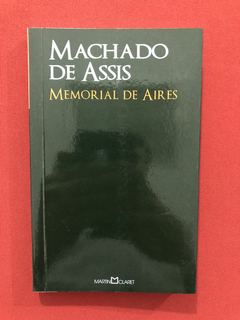 MACHADO
DE ASSIS
MEMORIAL DE AIRES
MARTIN CLARET